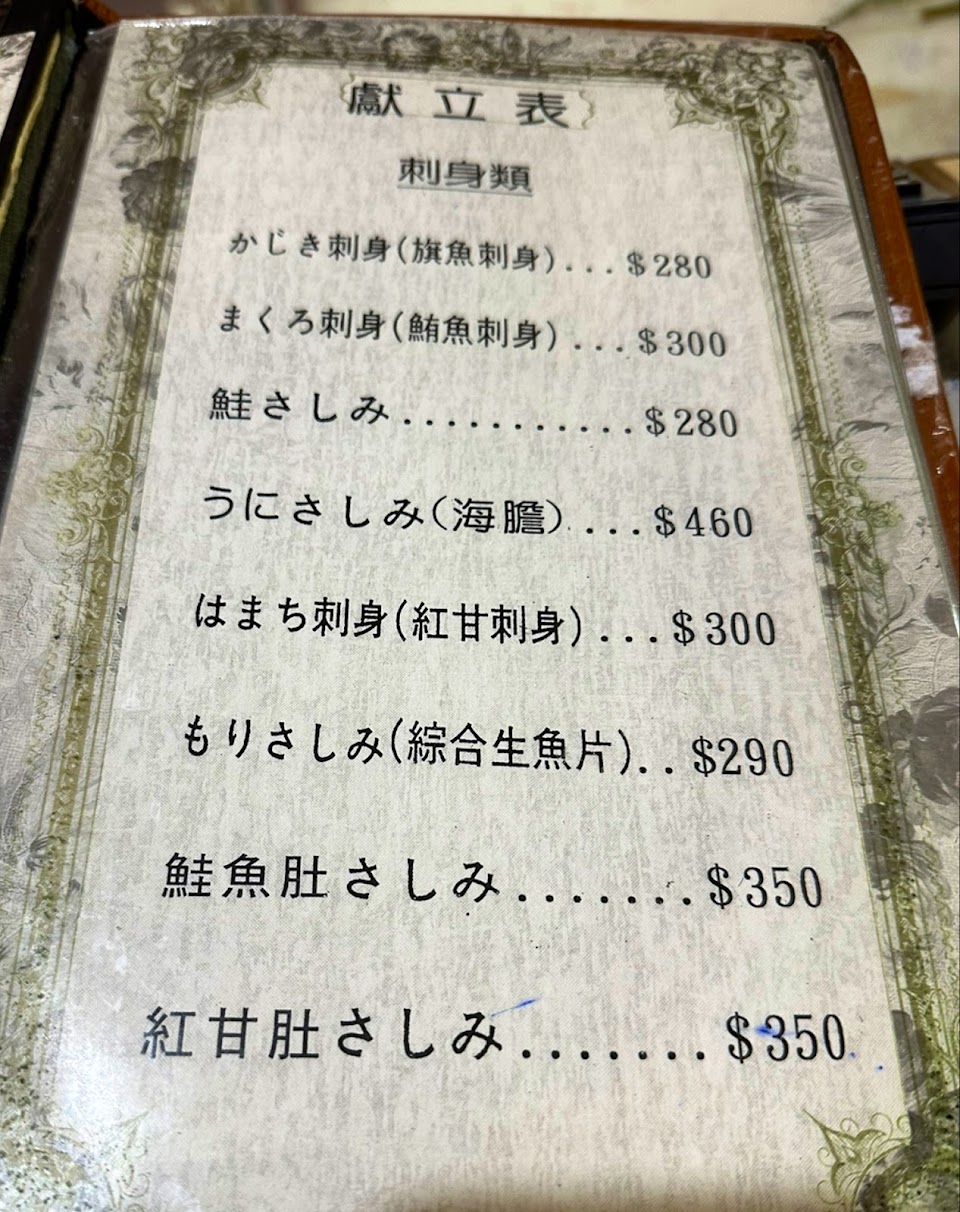 獻立表
刺身類
かじき刺身(旗魚刺身)...$280
まくろ刺身(鮪魚刺身)...$300
鮭さしみ...........$280
うにさしみ(海膽)....$460
はまち刺身(紅甘刺身)...$300
もりさしみ(綜合生魚片)..$290
鮭魚肚さしみ.......$350
紅甘肚さしみ.......$350